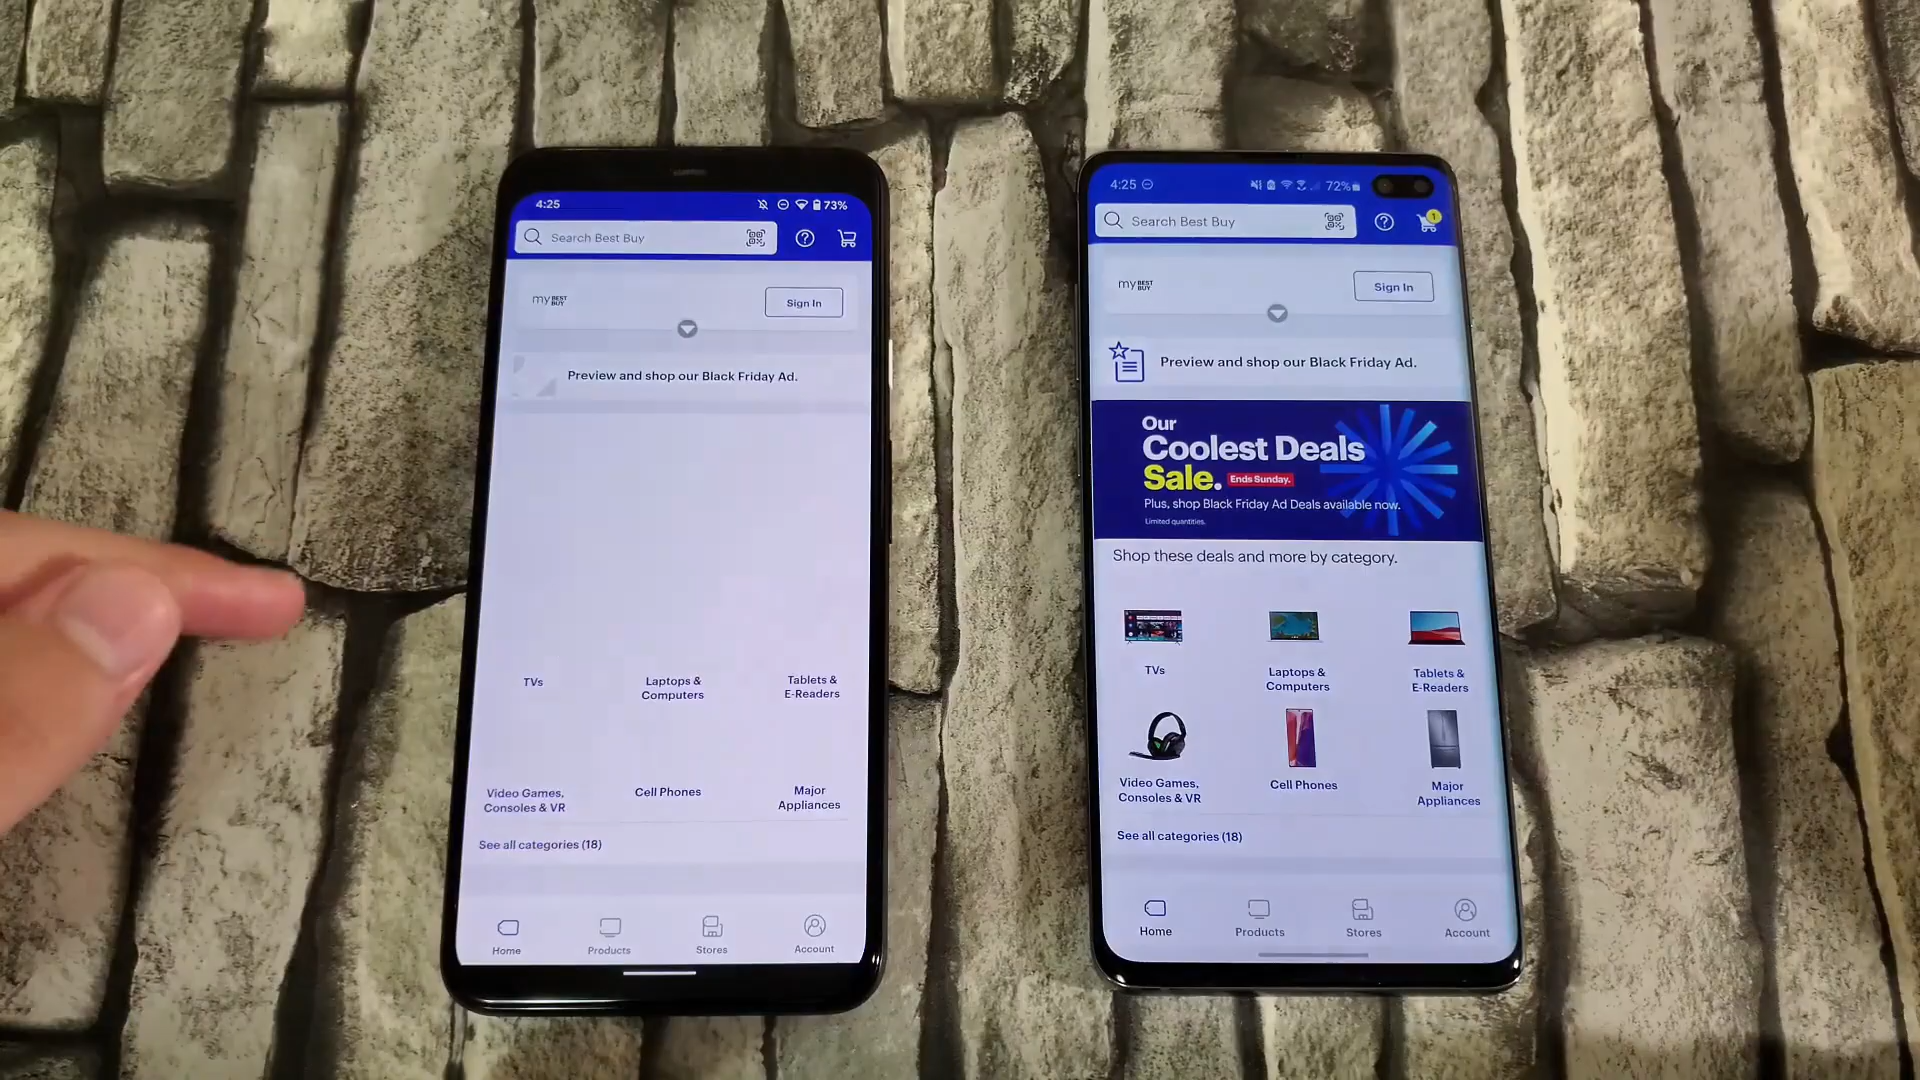 4:25
73%
Search Best Buy
my BEST BUY
Sign In
Preview and shop our Black Friday Ad.
TVs
Laptops &
Computers
Tablets &
E-Readers
Video Games,
Consoles & VR
Cell Phones
Major
Appliances
See all categories (18)
Home
Products
Stores
Account
4:25
72%
Search Best Buy
1
my BEST BUY
Sign In
Preview and shop our Black Friday Ad.
Our
Coolest Deals
Sale. Ends Sunday.
Plus, shop Black Friday Ad Deals available now.
Limited quantities.
Shop these deals and more by category.
TVs
Laptops &
Computers
Tablets &
E-Readers
Video Games,
Consoles & VR
Cell Phones
Major
Appliances
See all categories (18)
Home
Products
Stores
Account